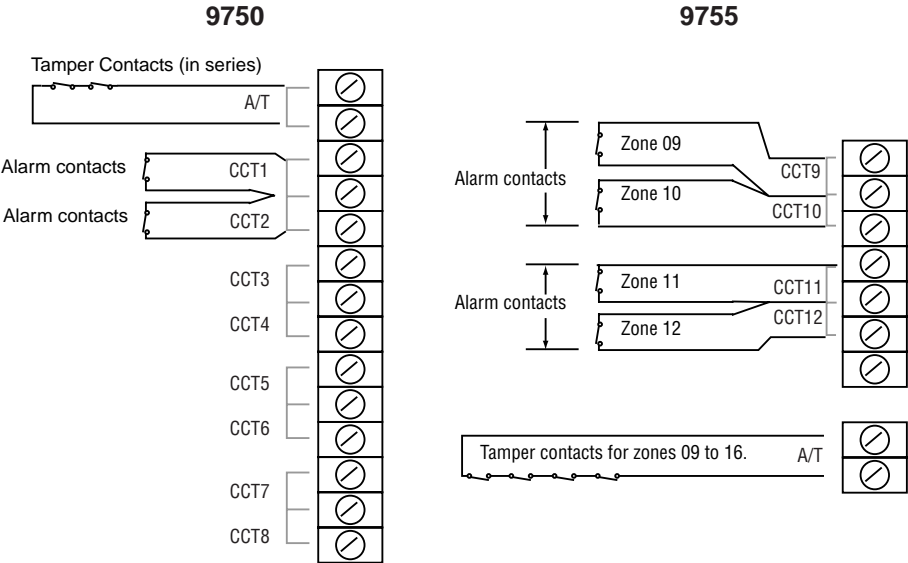 9750
Tamper Contacts (in series)
A/T
Alarm contacts
CCT1
Alarm contacts
CCT2
CCT3
CCT4
CCT5
CCT6
CCT7
CCT8
9755
Zone 09
CCT9
Alarm contacts
Zone 10
CCT10
Zone 11
CCT11
Alarm contacts
CCT12
Zone 12
Tamper contacts for zones 09 to 16.
A/T